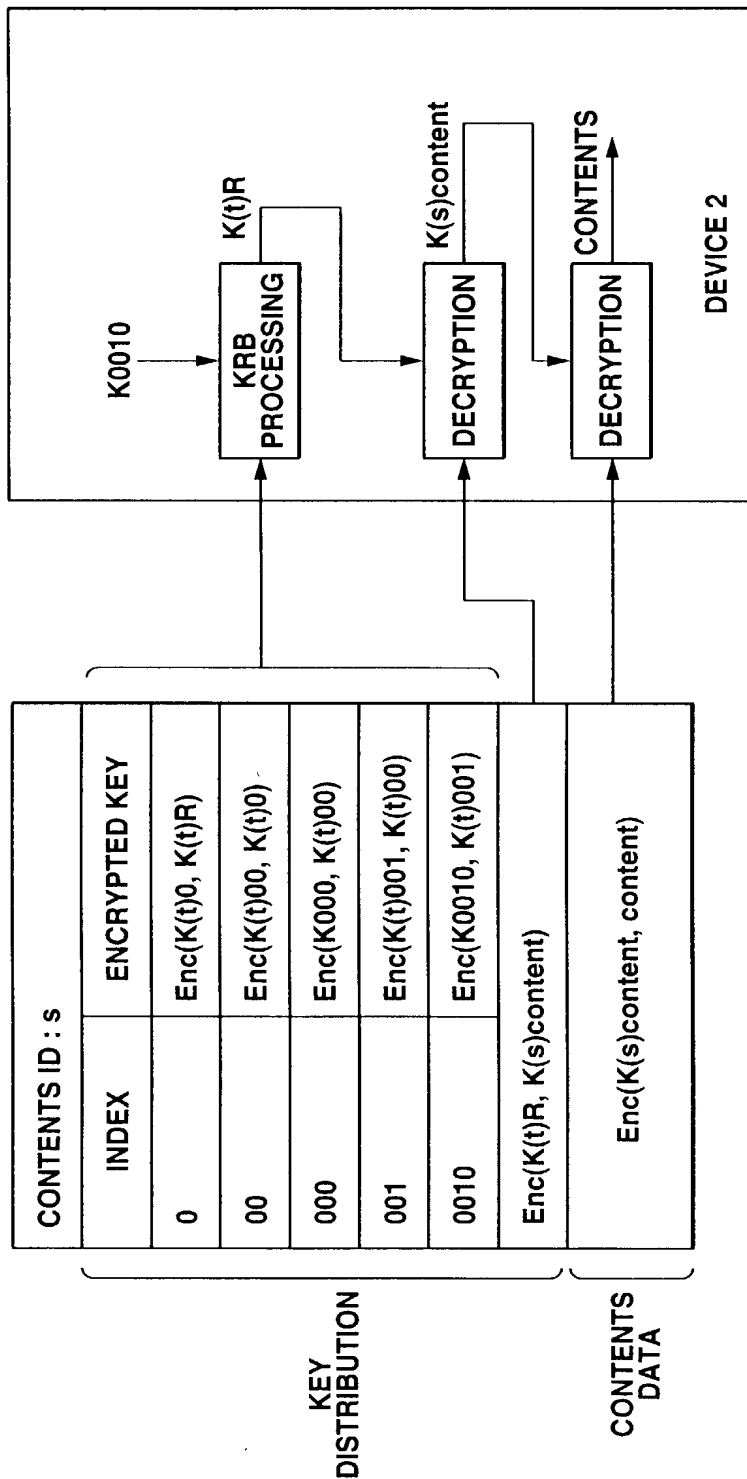 CONTENTS ID : s
INDEX ENCRYPTED KEY
0 Enc(K(t)0, K(t)R)
00 Enc(K(t)00, K(t)0)
000 Enc(K000, K(t)00)
001 Enc(K(t)001, K(t)00)
0010 Enc(K0010, K(t)001)
Enc(K(t)R, K(s)content)
Enc(K(s)content, content)
KEY
DISTRIBUTION
CONTENTS
DATA
K0010
KRB
PROCESSING
K(t)R
DECRYPTION
K(s)content
DECRYPTION
CONTENTS
DEVICE 2